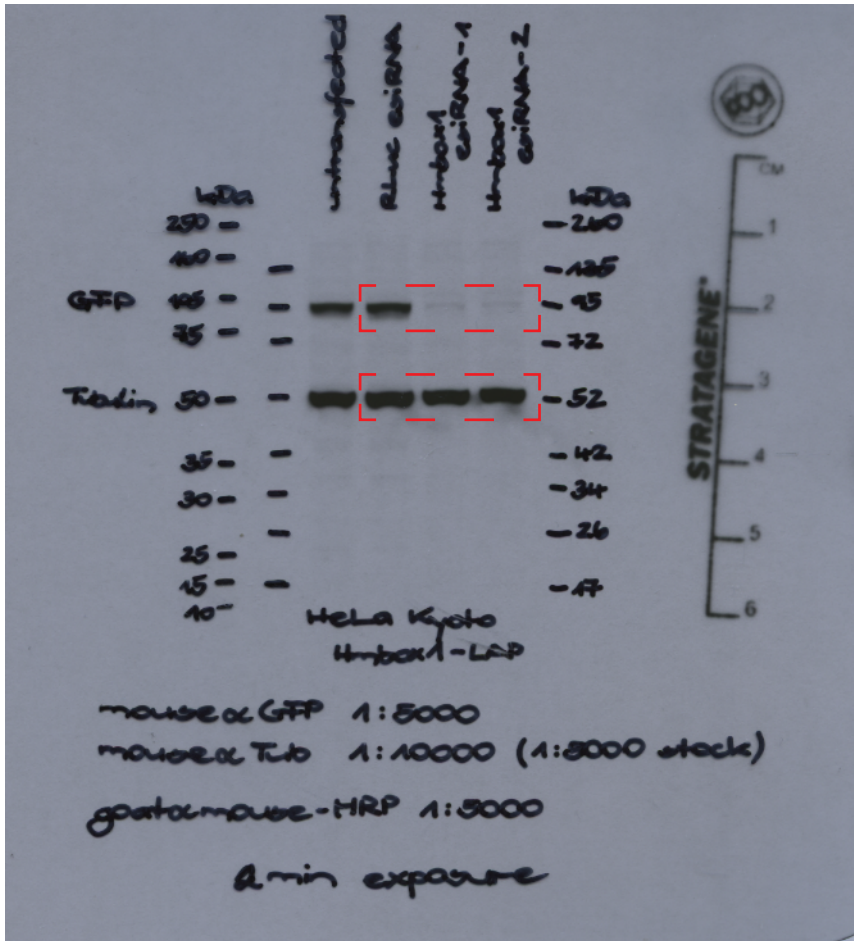 untransfected
Rluc esiRNA
Hmbox1 esiRNA-1
Hmbox1 esiRNA-2
kDa
250
160
105
75
50
35
30
25
15
10
GFP
Tubulin
kDa
260
135
95
72
52
42
34
26
17
CM
1
2
3
4
5
6
STRATAGENE
HeLa Kyoto
Hmbox1-LAP
mouse α GFP 1:5000
mouse α Tub 1:10000 (1:5000 stock)
goat α mouse-HRP 1:5000
2 min exposure